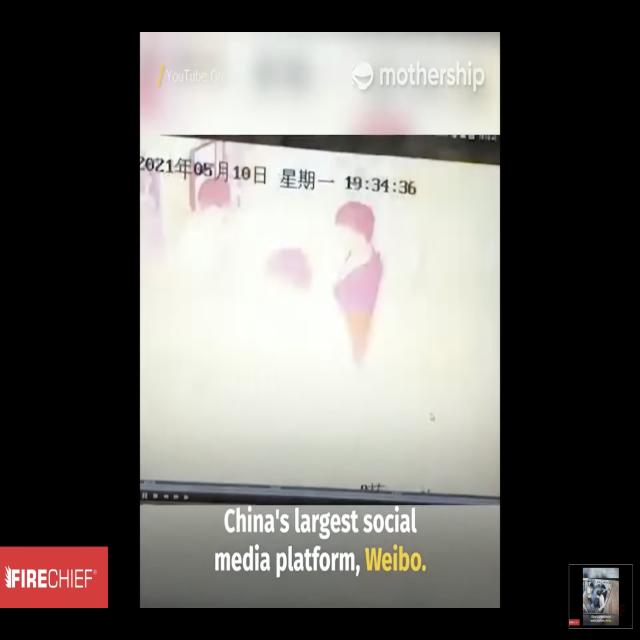 YouTube
mothership
2021年05月10日 星期一 19:34:36
China's largest social
media platform, Weibo.
FIRECHIEF®